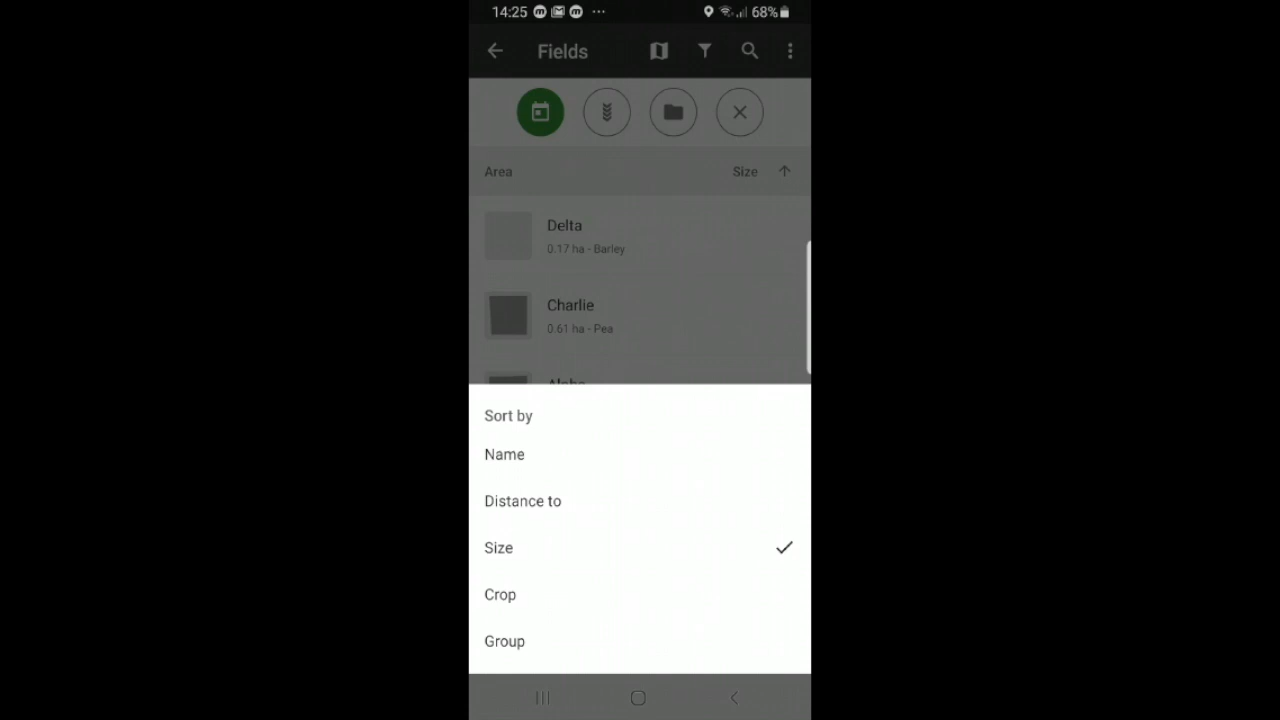 14:25 68%
Fields
Area Size
Delta
0.17 ha - Barley
Charlie
0.61 ha - Pea
Alpha
Sort by
Name
Distance to
Size
Crop
Group